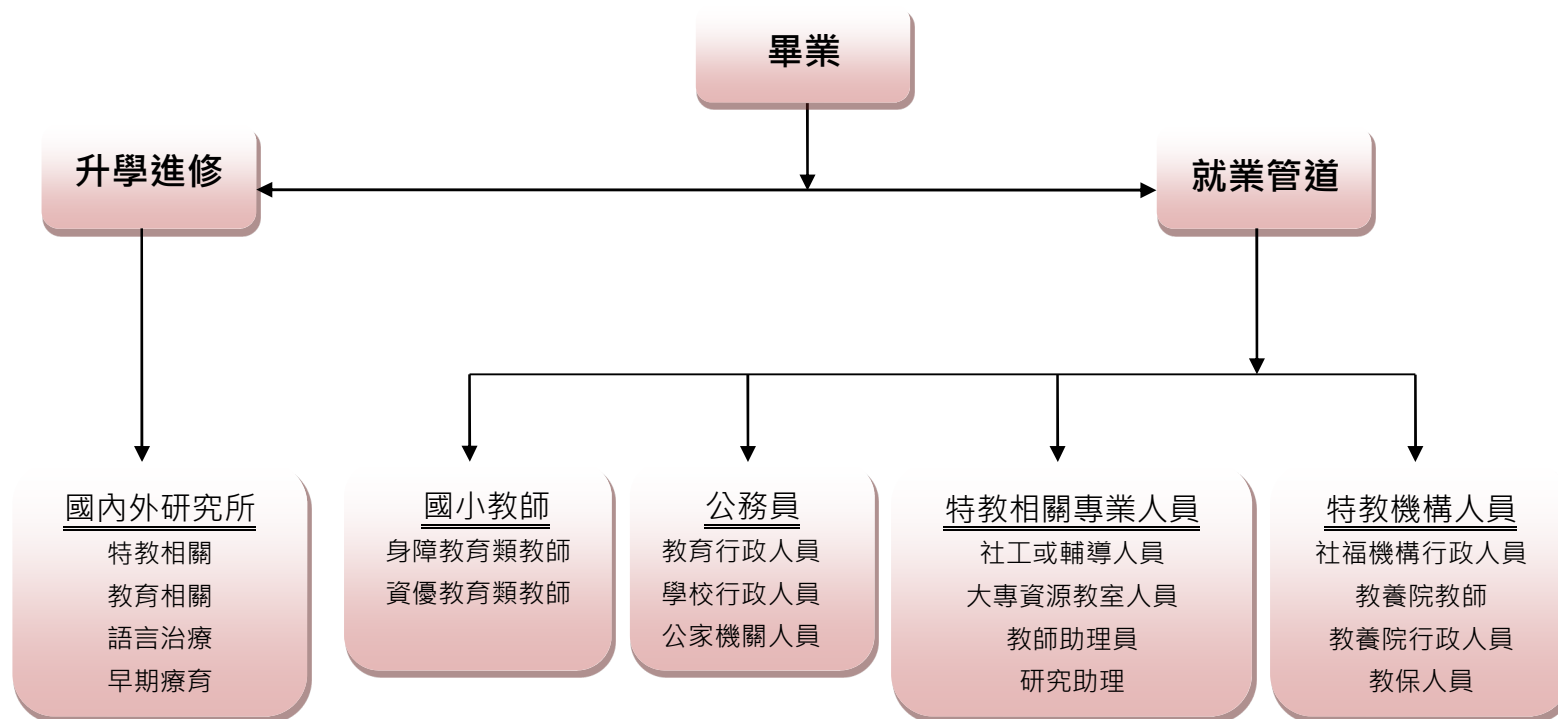 畢業
升學進修
就業管道
國內外研究所
特教相關
教育相關
語言治療
早期療育
國小教師
身障教育類教師
資優教育類教師
公務員
教育行政人員
學校行政人員
公家機關人員
特教相關專業人員
社工或輔導人員
大專資源教室人員
教師助理員
研究助理
特教機構人員
社福機構行政人員
教養院教師
教養院行政人員
教保人員